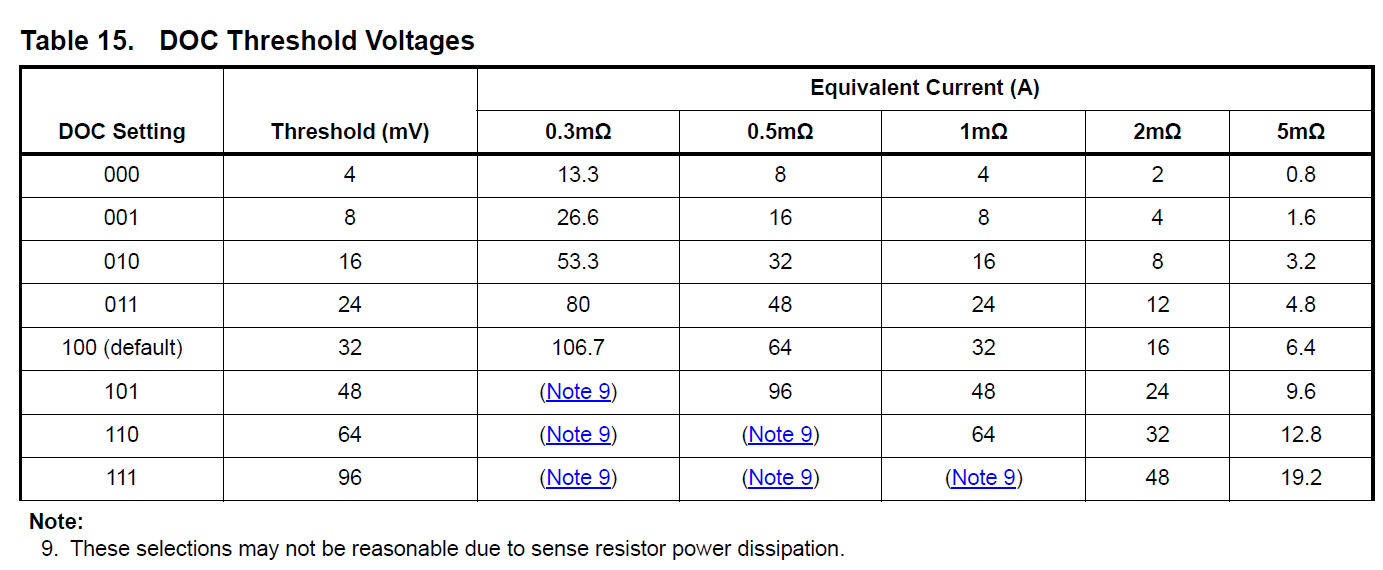 Table 15. DOC Threshold Voltages
DOC Setting Threshold (mV) Equivalent Current (A)
0.3mΩ 0.5mΩ 1mΩ 2mΩ 5mΩ
000 4 13.3 8 4 2 0.8
001 8 26.6 16 8 4 1.6
010 16 53.3 32 16 8 3.2
011 24 80 48 24 12 4.8
100 (default) 32 106.7 64 32 16 6.4
101 48 (Note 9) 96 48 24 9.6
110 64 (Note 9) (Note 9) 64 32 12.8
111 96 (Note 9) (Note 9) (Note 9) 48 19.2
Note:
9. These selections may not be reasonable due to sense resistor power dissipation.